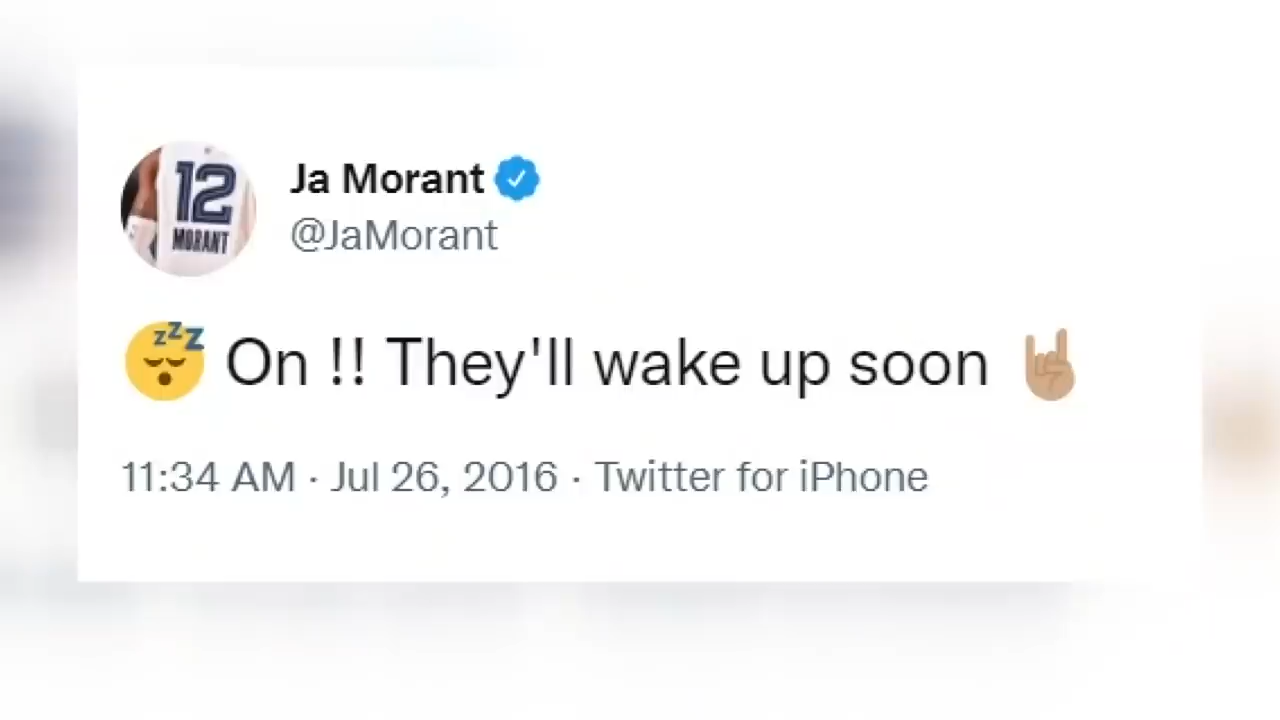 12
MORANT
Ja Morant
@JaMorant
😴 On !! They'll wake up soon 🤘🏽
11:34 AM · Jul 26, 2016 · Twitter for iPhone